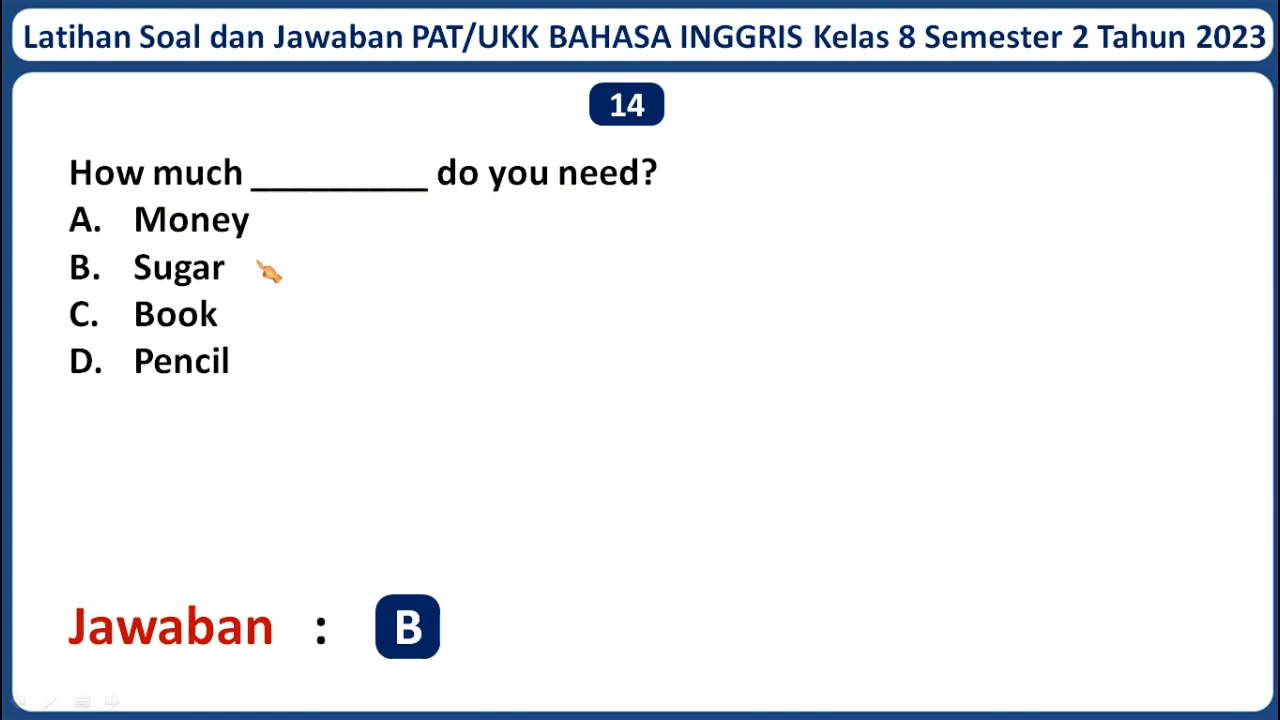 Latihan Soal dan Jawaban PAT/UKK BAHASA INGGRIS Kelas 8 Semester 2 Tahun 2023
14
How much _________ do you need?
A. Money
B. Sugar
C. Book
D. Pencil
Jawaban : B